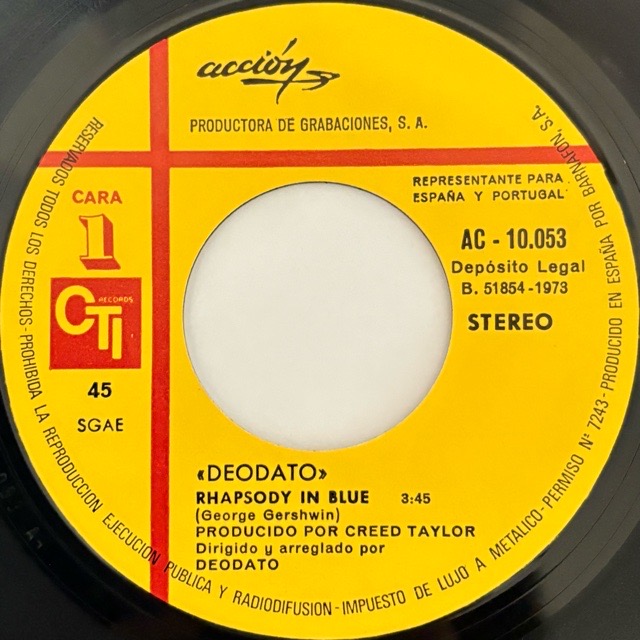 acción
PRODUCTORA DE GRABACIONES, S. A.
REPRESENTANTE PARA
ESPAÑA Y PORTUGAL
CARA
1
CTI
RECORDS
45
SGAE
AC - 10.053
Depósito Legal
B. 51854-1973
STEREO
«DEODATO»
RHAPSODY IN BLUE 3:45
(George Gershwin)
PRODUCIDO POR CREED TAYLOR
Dirigido y arreglado por
DEODATO
RESERVADOS TODOS LOS DERECHOS-PROHIBIDA LA REPRODUCCION EJECUCION PUBLICA Y RADIODIFUSION-IMPUESTO DE LUJO A METALICO-PERMISO Nº 7243-PRODUCIDO EN ESPAÑA POR BARNAFON, S.A.